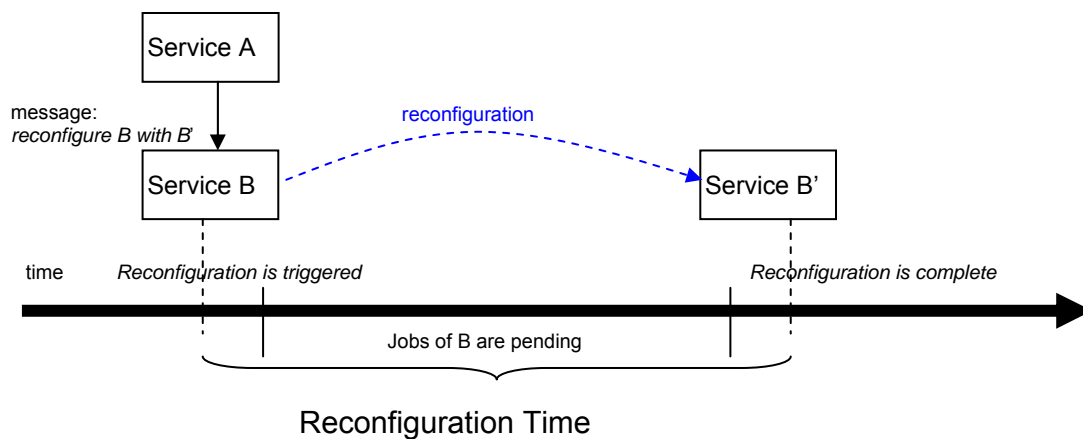 Service A
message:
reconfigure B with B'
reconfiguration
Service B
Service B’
time
Reconfiguration is triggered
Reconfiguration is complete
Jobs of B are pending
Reconfiguration Time